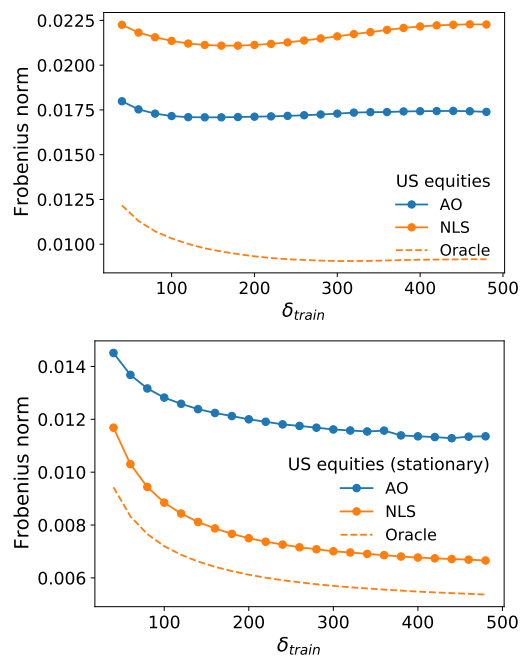 0.0225
0.0200
0.0175
0.0150
0.0125
0.0100
Frobenius norm
US equities
AO
NLS
Oracle
100 200 300 400 500
δtrain
0.014
0.012
0.010
0.008
0.006
Frobenius norm
US equities (stationary)
AO
NLS
Oracle
100 200 300 400 500
δtrain